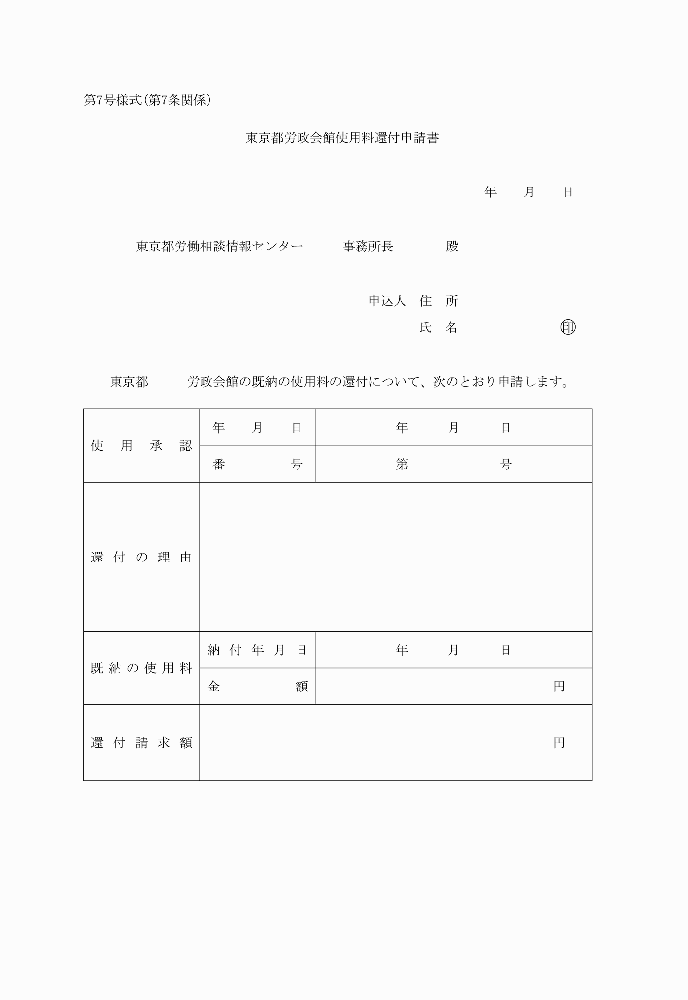 第7号様式(第7条関係)
東京都労政会館使用料還付申請書
年　　月　　日
東京都労働相談情報センター　　　事務所長　　　　殿
申込人　住　所
氏　名　　　　　　　　㊞
東京都　　　労政会館の既納の使用料の還付について、次のとおり申請します。
使用承認
年　　月　　日
年　　　月　　　日
番　　　　　号
第　　　　　　　号
還付の理由
既納の使用料
納付年月日
年　　　月　　　日
金　　　　　　額
円
還付請求額
円